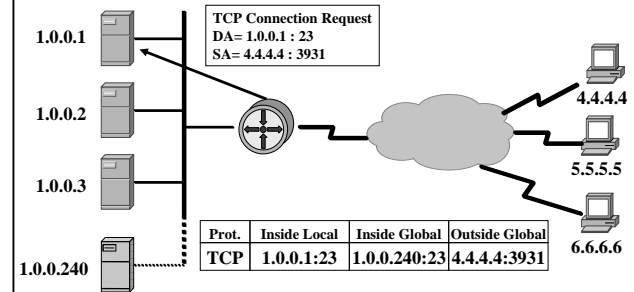 TCP Connection Request
DA= 1.0.0.1 : 23
SA= 4.4.4.4 : 3931
1.0.0.1
1.0.0.2
1.0.0.3
1.0.0.240
4.4.4.4
5.5.5.5
6.6.6.6
Prot. Inside Local Inside Global Outside Global
TCP 1.0.0.1:23 1.0.0.240:23 4.4.4.4:3931